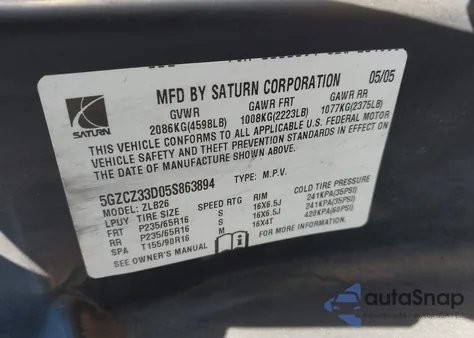 MFD BY SATURN CORPORATION 05/05
GVWR GAWR FRT GAWR RR
2086KG(4598LB) 1008KG(2223LB) 1077KG(2375LB)
SATURN
THIS VEHICLE CONFORMS TO ALL APPLICABLE U.S. FEDERAL MOTOR
VEHICLE SAFETY AND THEFT PREVENTION STANDARDS IN EFFECT ON
THE DATE OF MANUFACTURE SHOWN ABOVE.
5GZCZ33D05S863894 TYPE: M.P.V.
MODEL: ZLB26
LPUY TIRE SIZE SPEED RTG RIM COLD TIRE PRESSURE
FRT P235/65R16 S 16X6.5J 241KPA(35PSI)
RR P235/65R16 S 16X6.5J 241KPA(35PSI)
SPA T155/90R16 M 16X4T 420KPA(60PSI)
SEE OWNER'S MANUAL FOR MORE INFORMATION.
autoSnap